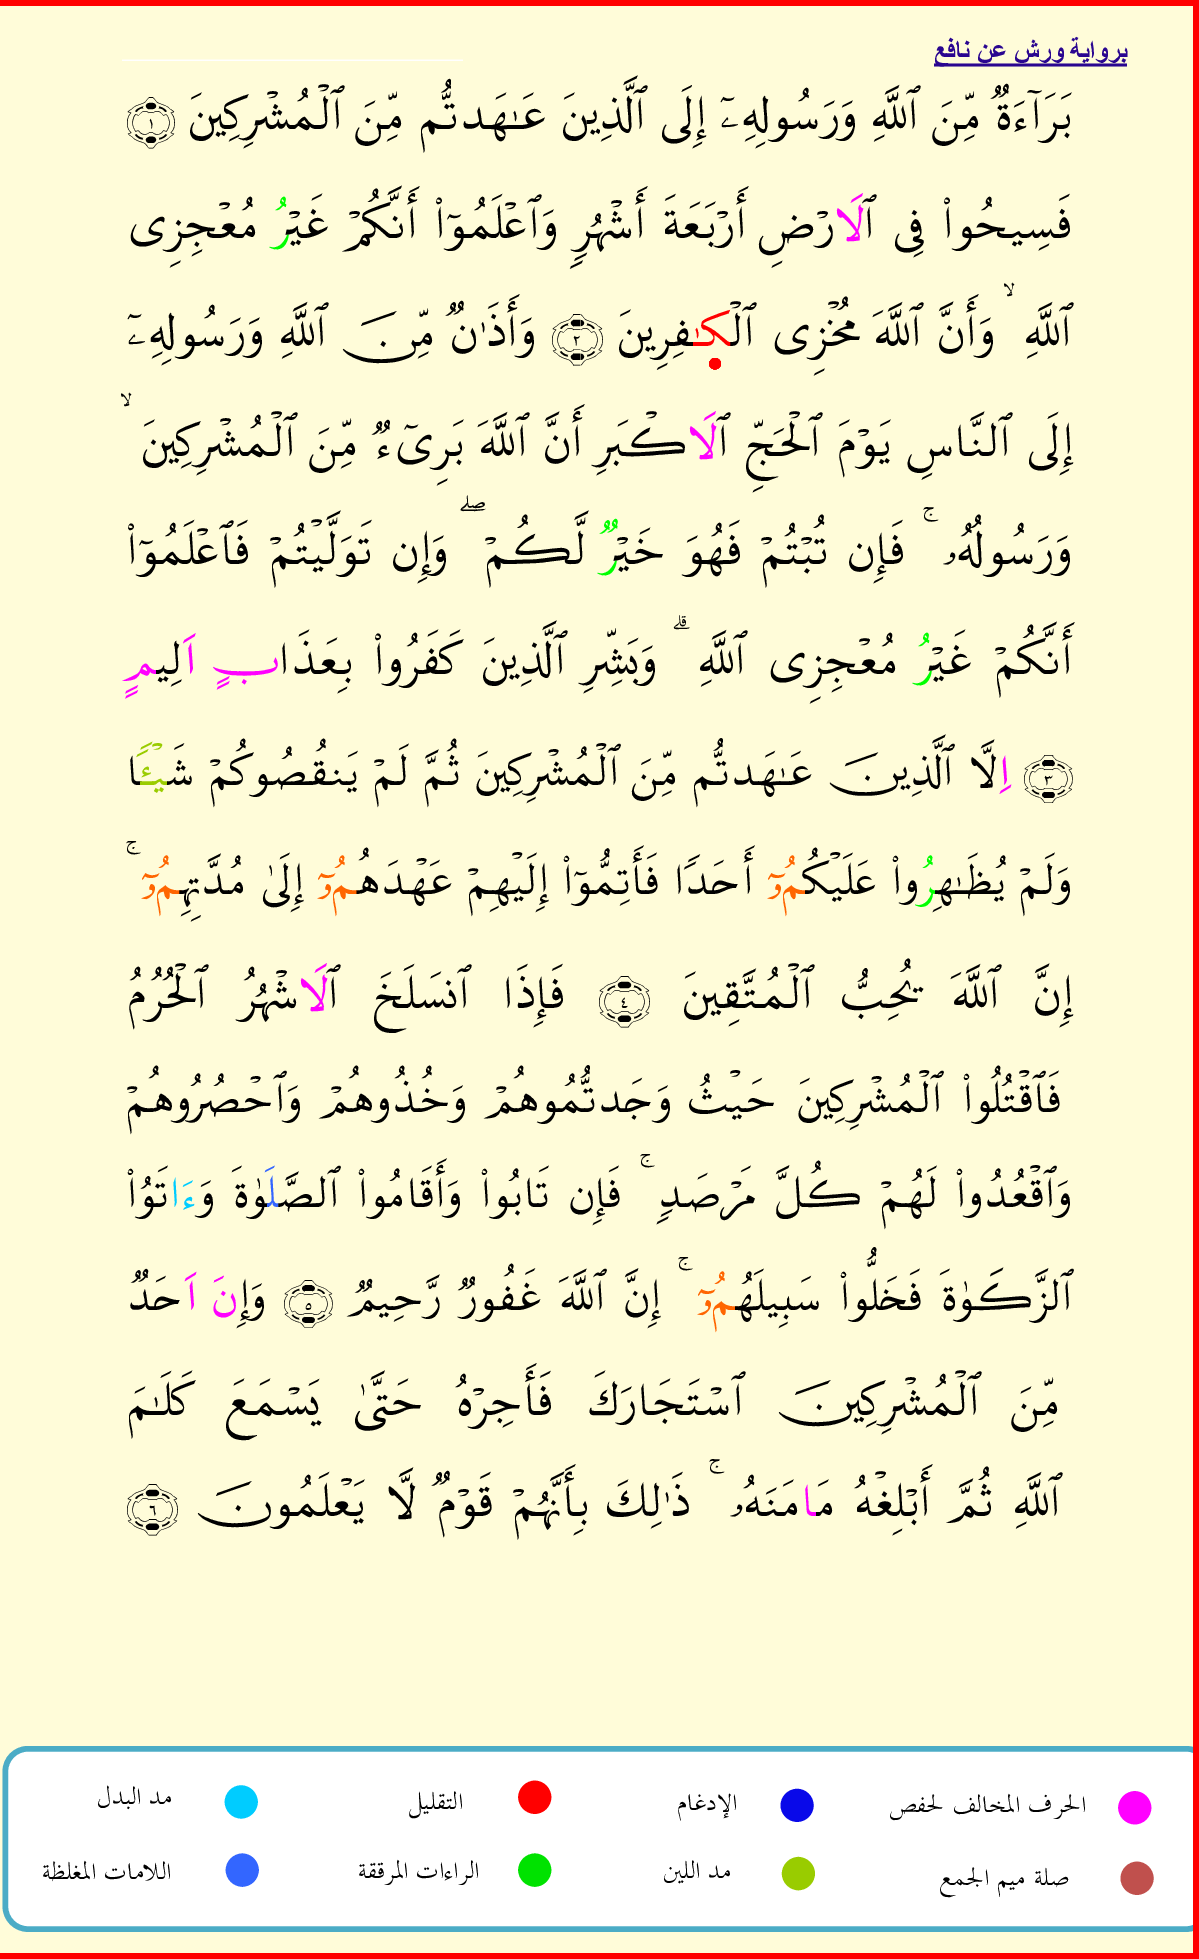 برواية ورش عن نافع
بَرَآءَةٌ مِّنَ ٱللَّهِ وَرَسُولِهِۦٓ إِلَى ٱلَّذِينَ عَٰهَدتُّم مِّنَ ٱلْمُشْرِكِينَ ١
فَسِيحُوا۟ فِى ٱلَارْضِ أَرْبَعَةَ أَشْهُرٍ وَٱعْلَمُوٓا۟ أَنَّكُمْ غَيْرُ مُعْجِزِى
ٱللَّهِ ۙ وَأَنَّ ٱللَّهَ مُخْزِى ٱلْكَٰفِرِينَ ٢ وَأَذَٰنٌ مِّنَ ٱللَّهِ وَرَسُولِهِۦٓ
إِلَى ٱلنَّاسِ يَوْمَ ٱلْحَجِّ ٱلَاكْبَرِ أَنَّ ٱللَّهَ بَرِىٓءٌ مِّنَ ٱلْمُشْرِكِينَ ۙ
وَرَسُولُهُۥ ۚ فَإِن تُبْتُمْ فَهُوَ خَيْرٌ لَّكُمْ ۖ وَإِن تَوَلَّيْتُمْ فَٱعْلَمُوٓا۟
أَنَّكُمْ غَيْرُ مُعْجِزِى ٱللَّهِ ۗ وَبَشِّرِ ٱلَّذِينَ كَفَرُوا۟ بِعَذَابٍ اَلِيمٍ
٣ اِلَّا ٱلَّذِينَ عَٰهَدتُّم مِّنَ ٱلْمُشْرِكِينَ ثُمَّ لَمْ يَنقُصُوكُمْ شَيْـًٔا
وَلَمْ يُظَٰهِرُوا۟ عَلَيْكُمُۥٓ أَحَدًا فَأَتِمُّوٓا۟ إِلَيْهِمْ عَهْدَهُمُۥٓ إِلَىٰ مُدَّتِهِمُۥٓ ۚ
إِنَّ ٱللَّهَ يُحِبُّ ٱلْمُتَّقِينَ ٤ فَإِذَا ٱنسَلَخَ ٱلَاشْهُرُ ٱلْحُرُمُ
فَٱقْتُلُوا۟ ٱلْمُشْرِكِينَ حَيْثُ وَجَدتُّمُوهُمْ وَخُذُوهُمْ وَٱحْصُرُوهُمْ
وَٱقْعُدُوا۟ لَهُمْ كُلَّ مَرْصَدٍ ۚ فَإِن تَابُوا۟ وَأَقَامُوا۟ ٱلصَّلَوٰةَ وَءَاتَوُا۟
ٱلزَّكَوٰةَ فَخَلُّوا۟ سَبِيلَهُمُۥٓ ۚ إِنَّ ٱللَّهَ غَفُورٌ رَّحِيمٌ ٥ وَإِنَ اَحَدٌ
مِّنَ ٱلْمُشْرِكِينَ ٱسْتَجَارَكَ فَأَجِرْهُ حَتَّىٰ يَسْمَعَ كَلَٰمَ
ٱللَّهِ ثُمَّ أَبْلِغْهُ مَامَنَهُۥ ۚ ذَٰلِكَ بِأَنَّهُمْ قَوْمٌ لَّا يَعْلَمُونَ ٦
الحرف المخالف لحفص الإدغام التقليل مد البدل
صلة ميم الجمع مد اللين الراءات المرققة اللامات المغلظة